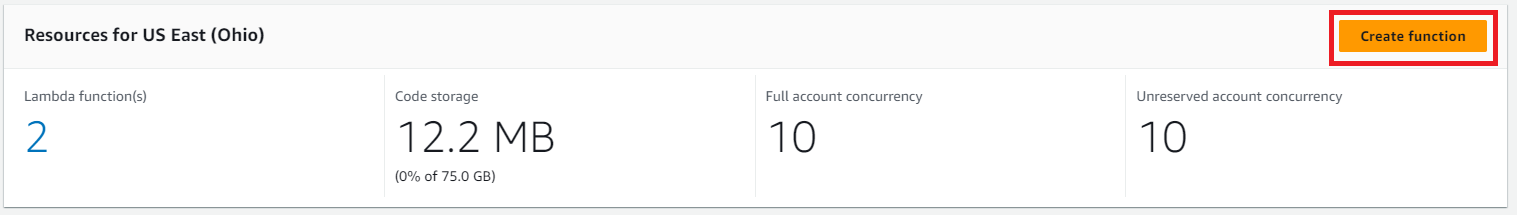 Resources for US East (Ohio)
Create function
Lambda function(s)
2
Code storage
12.2 MB
(0% of 75.0 GB)
Full account concurrency
10
Unreserved account concurrency
10